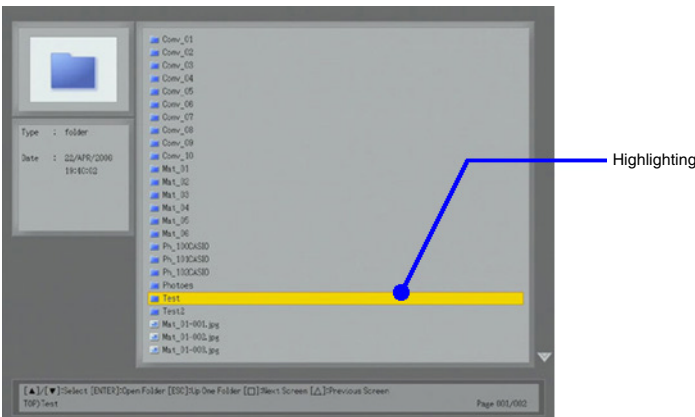 Type : folder
Date : 22/APR/2008
19:40:02
Conv_01
Conv_02
Conv_03
Conv_04
Conv_05
Conv_06
Conv_07
Conv_08
Conv_09
Conv_10
Mat_01
Mat_02
Mat_03
Mat_04
Mat_05
Mat_06
Ph_100CASIO
Ph_101CASIO
Ph_102CASIO
Photoes
Test
Test2
Mat_01-001.jpg
Mat_01-002.jpg
Mat_01-003.jpg
Highlighting
[▲]/[▼]:Select [ENTER]:Open Folder [ESC]:Up One Folder [□]:Next Screen [△]:Previous Screen
TOP>Test
Page 001/002